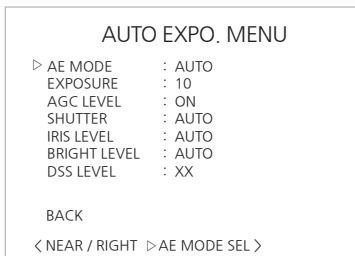 AUTO EXPO. MENU
▷ AE MODE : AUTO
EXPOSURE : 10
AGC LEVEL : ON
SHUTTER : AUTO
IRIS LEVEL : AUTO
BRIGHT LEVEL : AUTO
DSS LEVEL : XX
BACK
< NEAR / RIGHT ▷AE MODE SEL >